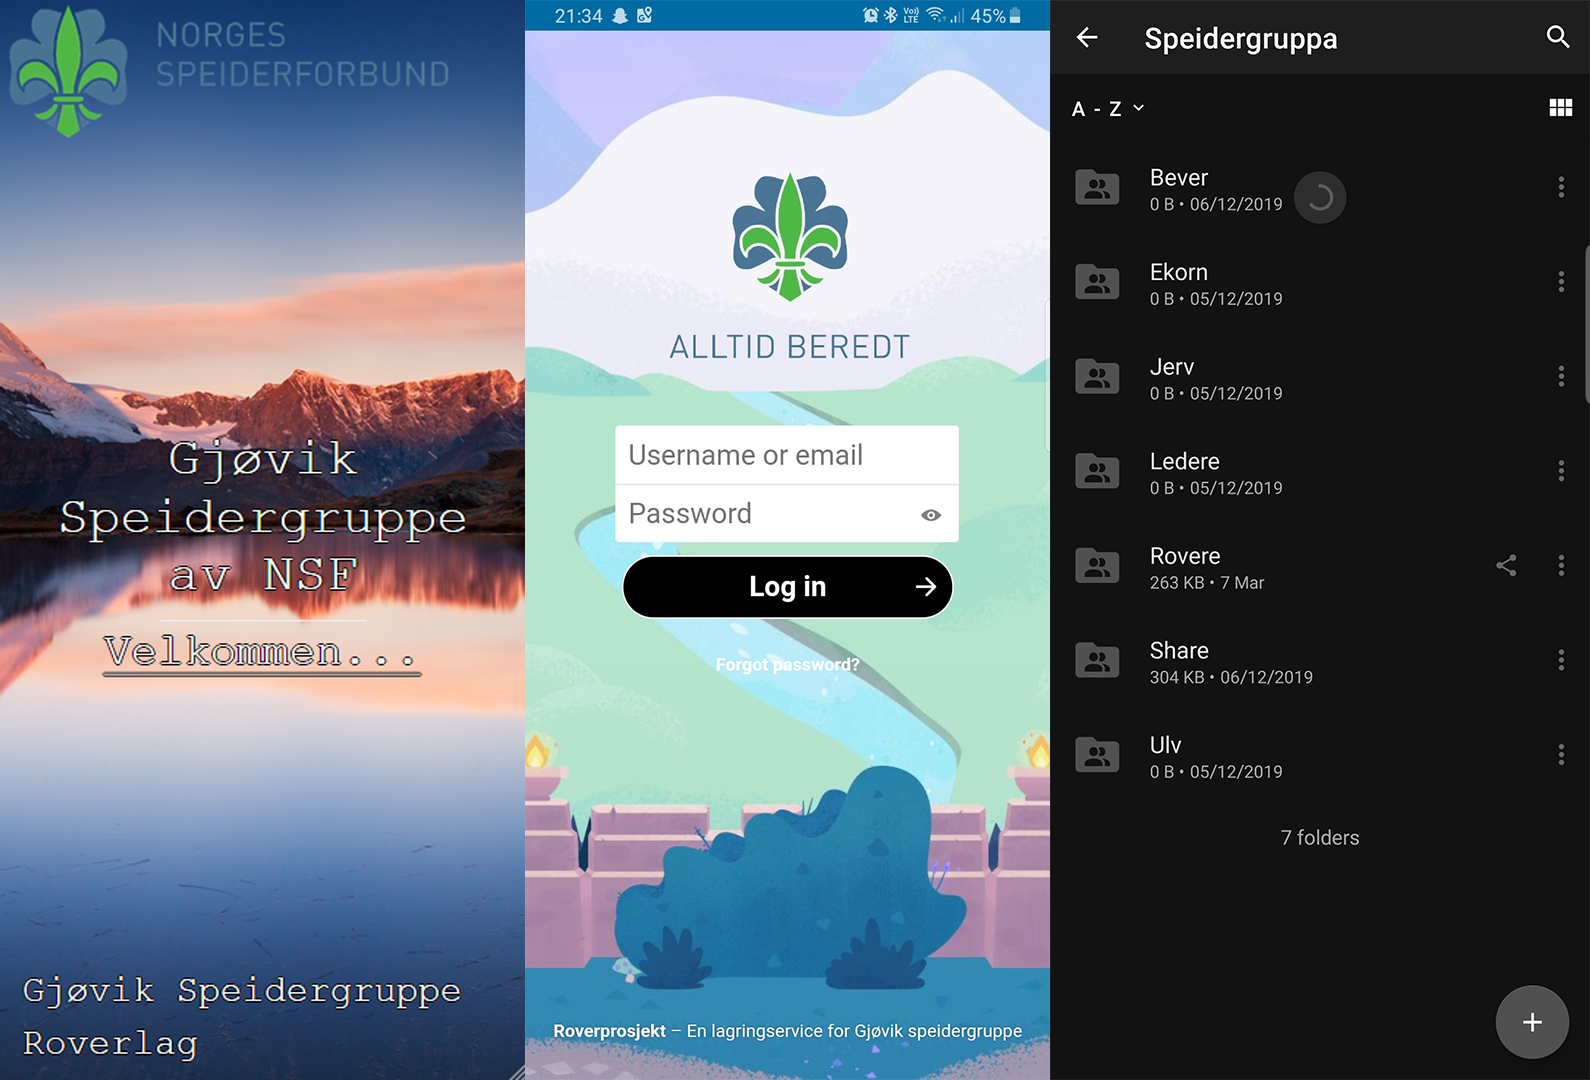 NORGES
SPEIDERFORBUND
Gjøvik
Speidergruppe
av NSF
Velkommen...
Gjøvik Speidergruppe
Roverlag
21:34
Vo)) LTE
45%
ALLTID BEREDT
Username or email
Password
Log in
Forgot password?
Roverprosjekt – En lagringservice for Gjøvik speidergruppe
Speidergruppa
A - Z
Bever
0 B • 06/12/2019
Ekorn
0 B • 05/12/2019
Jerv
0 B • 05/12/2019
Ledere
0 B • 05/12/2019
Rovere
263 KB • 7 Mar
Share
304 KB • 06/12/2019
Ulv
0 B • 05/12/2019
7 folders